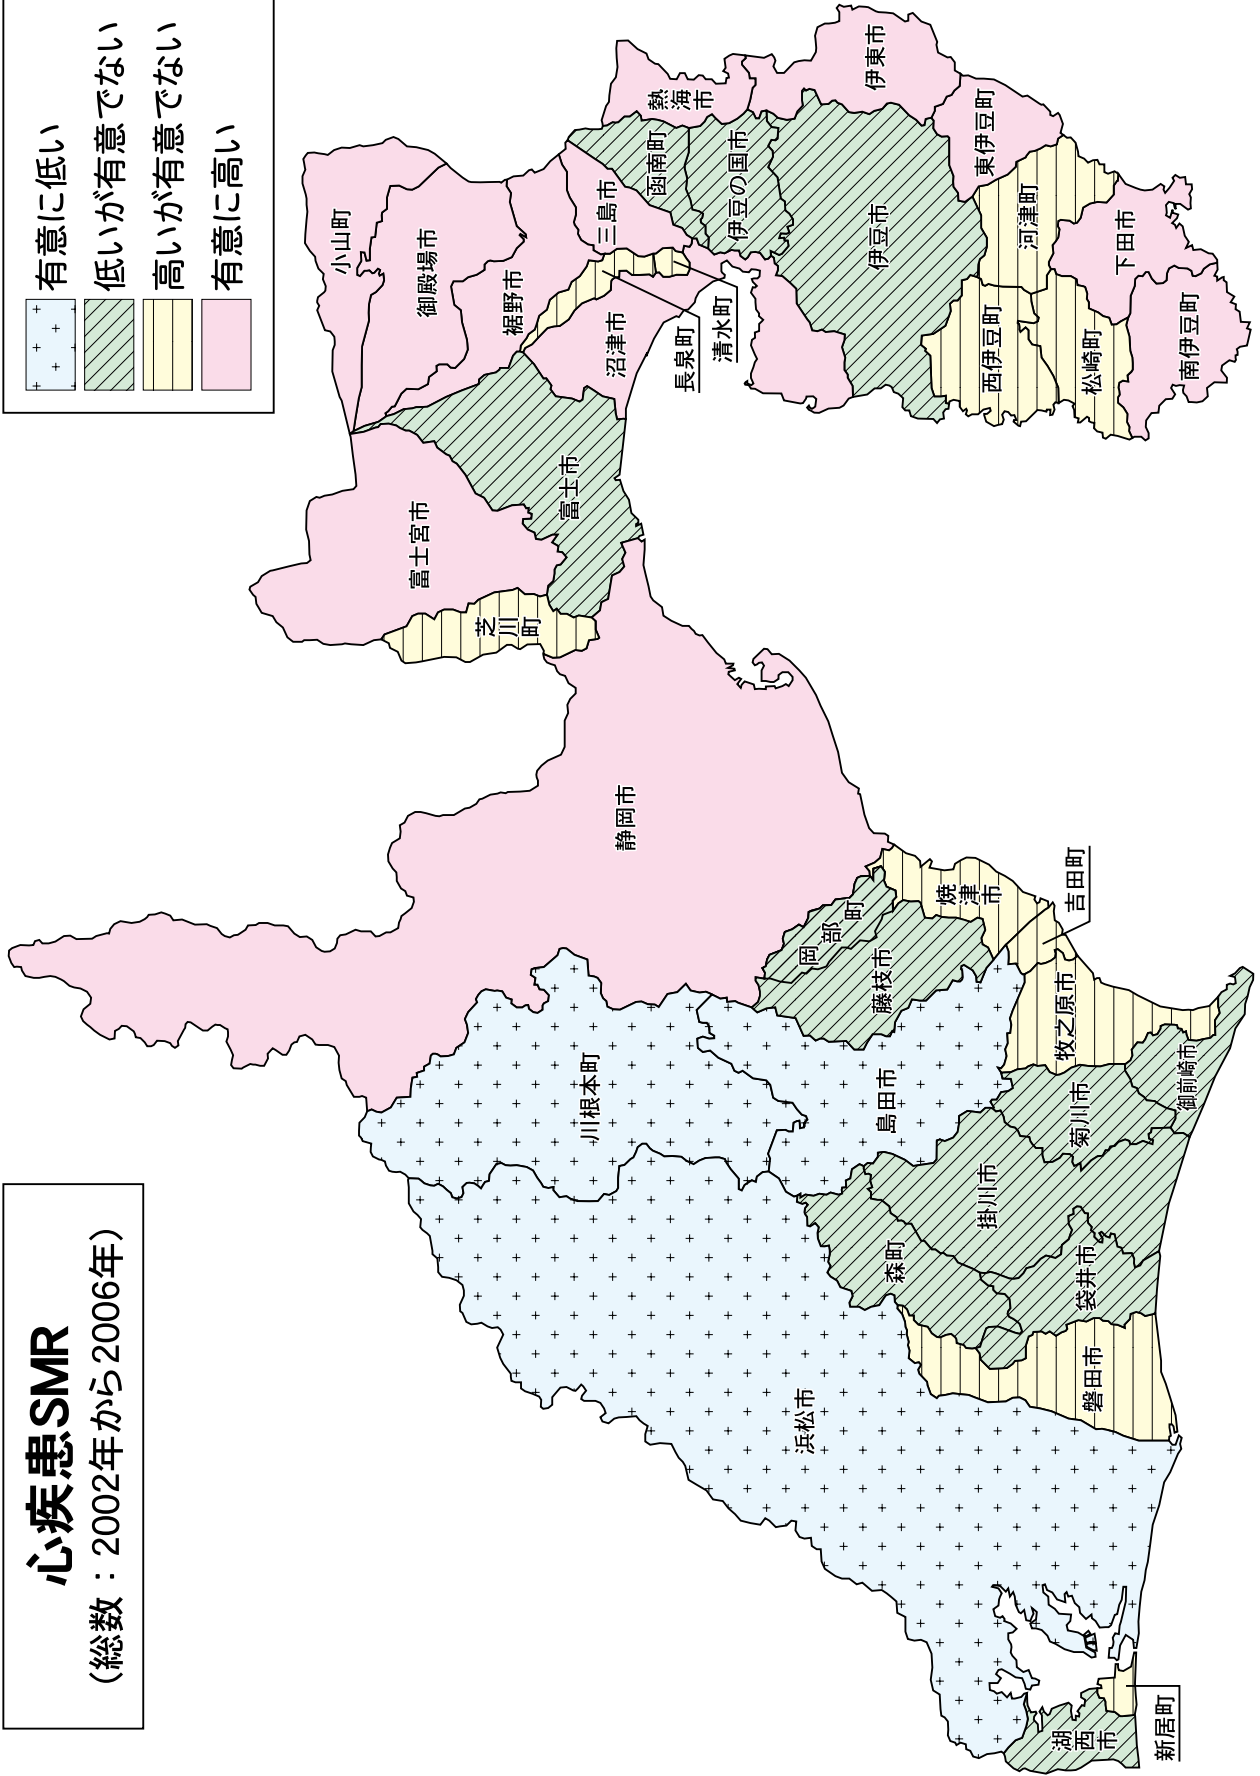 心疾患SMR
(総数：2002年から2006年)
有意に低い
低いが有意でない
高いが有意でない
有意に高い
小山町
御殿場市
裾野市
三島市
函南町
熱海市
伊豆の国市
伊東市
沼津市
長泉町
清水町
伊豆市
東伊豆町
河津町
西伊豆町
松崎町
下田市
南伊豆町
富士宮市
富士市
芝川町
静岡市
岡部町
藤枝市
焼津市
吉田町
牧之原市
川根本町
島田市
御前崎市
菊川市
掛川市
森町
袋井市
磐田市
浜松市
湖西市
新居町